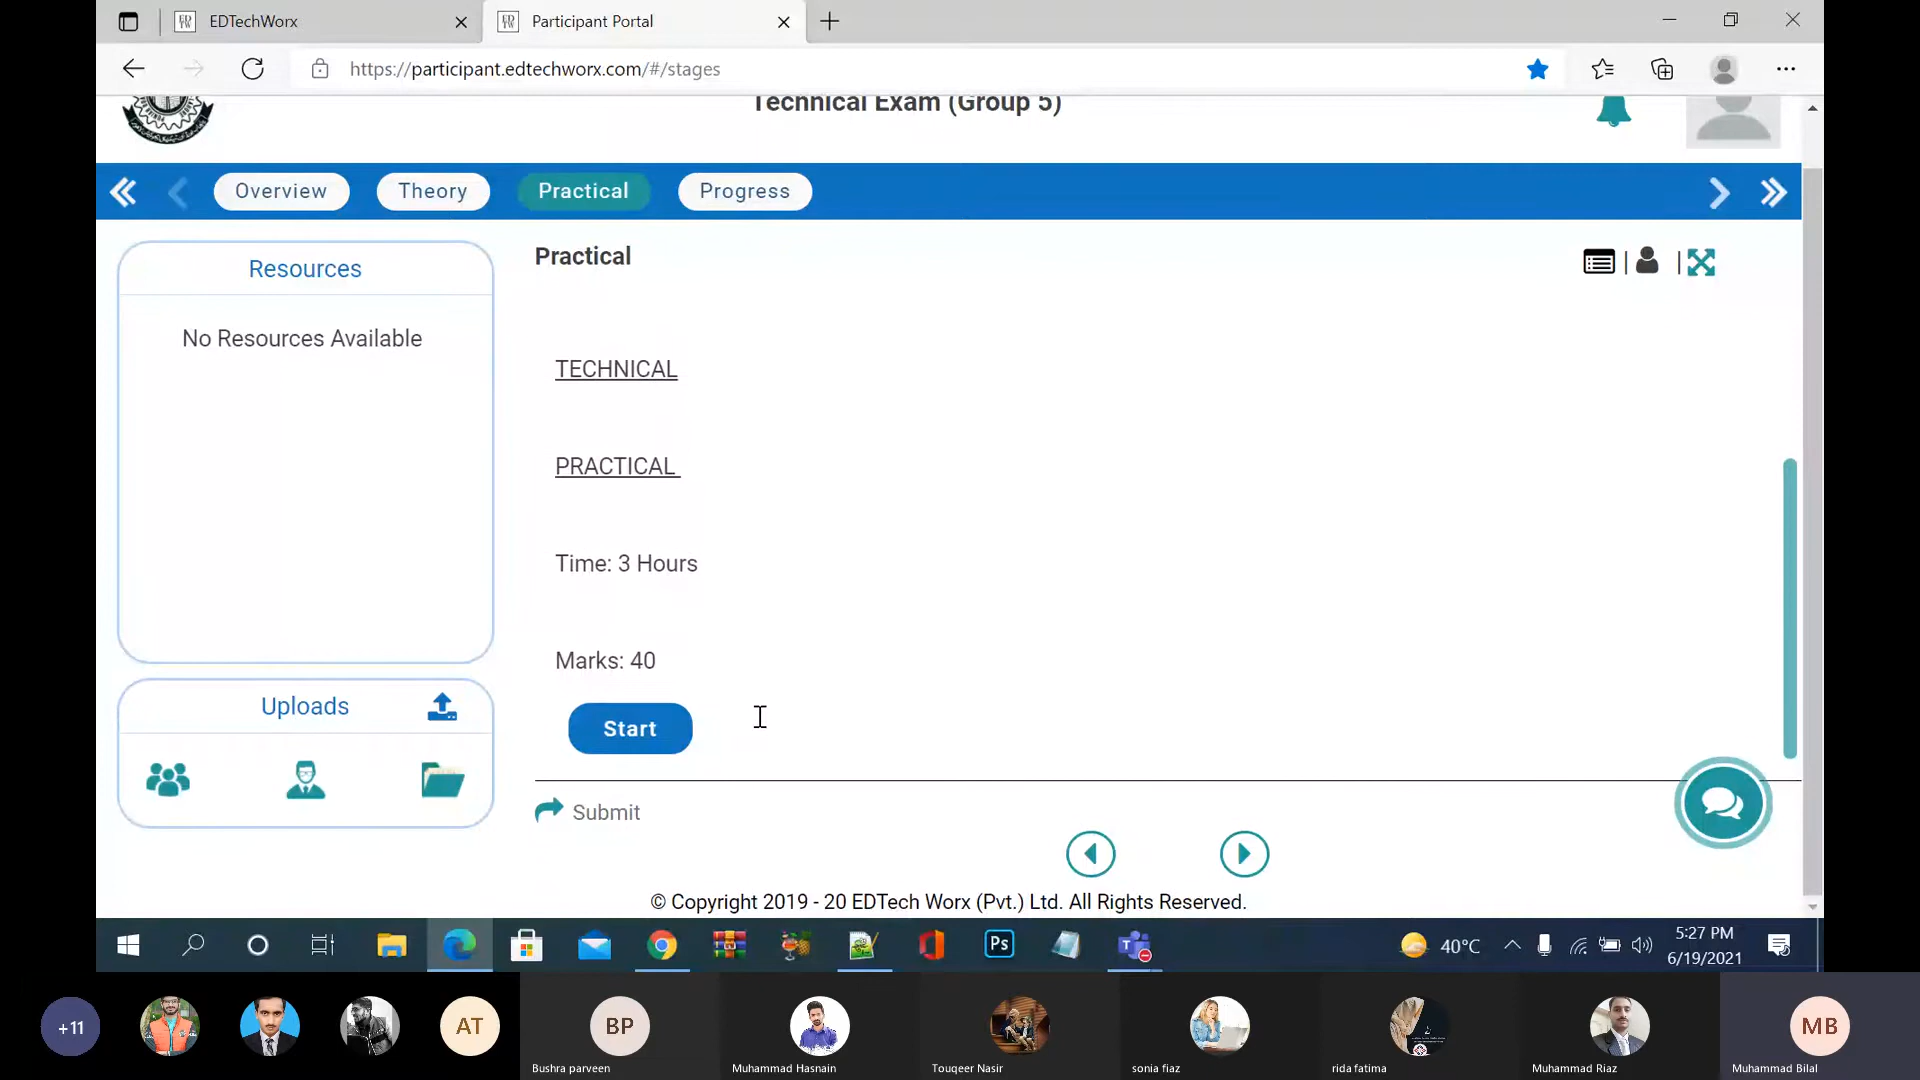 EDTechWorx
Participant Portal
https://participant.edtechworx.com/#/stages
Technical Exam (Group 5)
Overview
Theory
Practical
Progress
Resources
No Resources Available
Uploads
Practical
TECHNICAL
PRACTICAL
Time: 3 Hours
Marks: 40
Start
Submit
© Copyright 2019 - 20 EDTech Worx (Pvt.) Ltd. All Rights Reserved.
Ps
40°C
5:27 PM
6/19/2021
+11
AT
BP
MB
Bushra parveen
Muhammad Hasnain
Touqeer Nasir
sonia fiaz
rida fatima
Muhammad Riaz
Muhammad Bilal